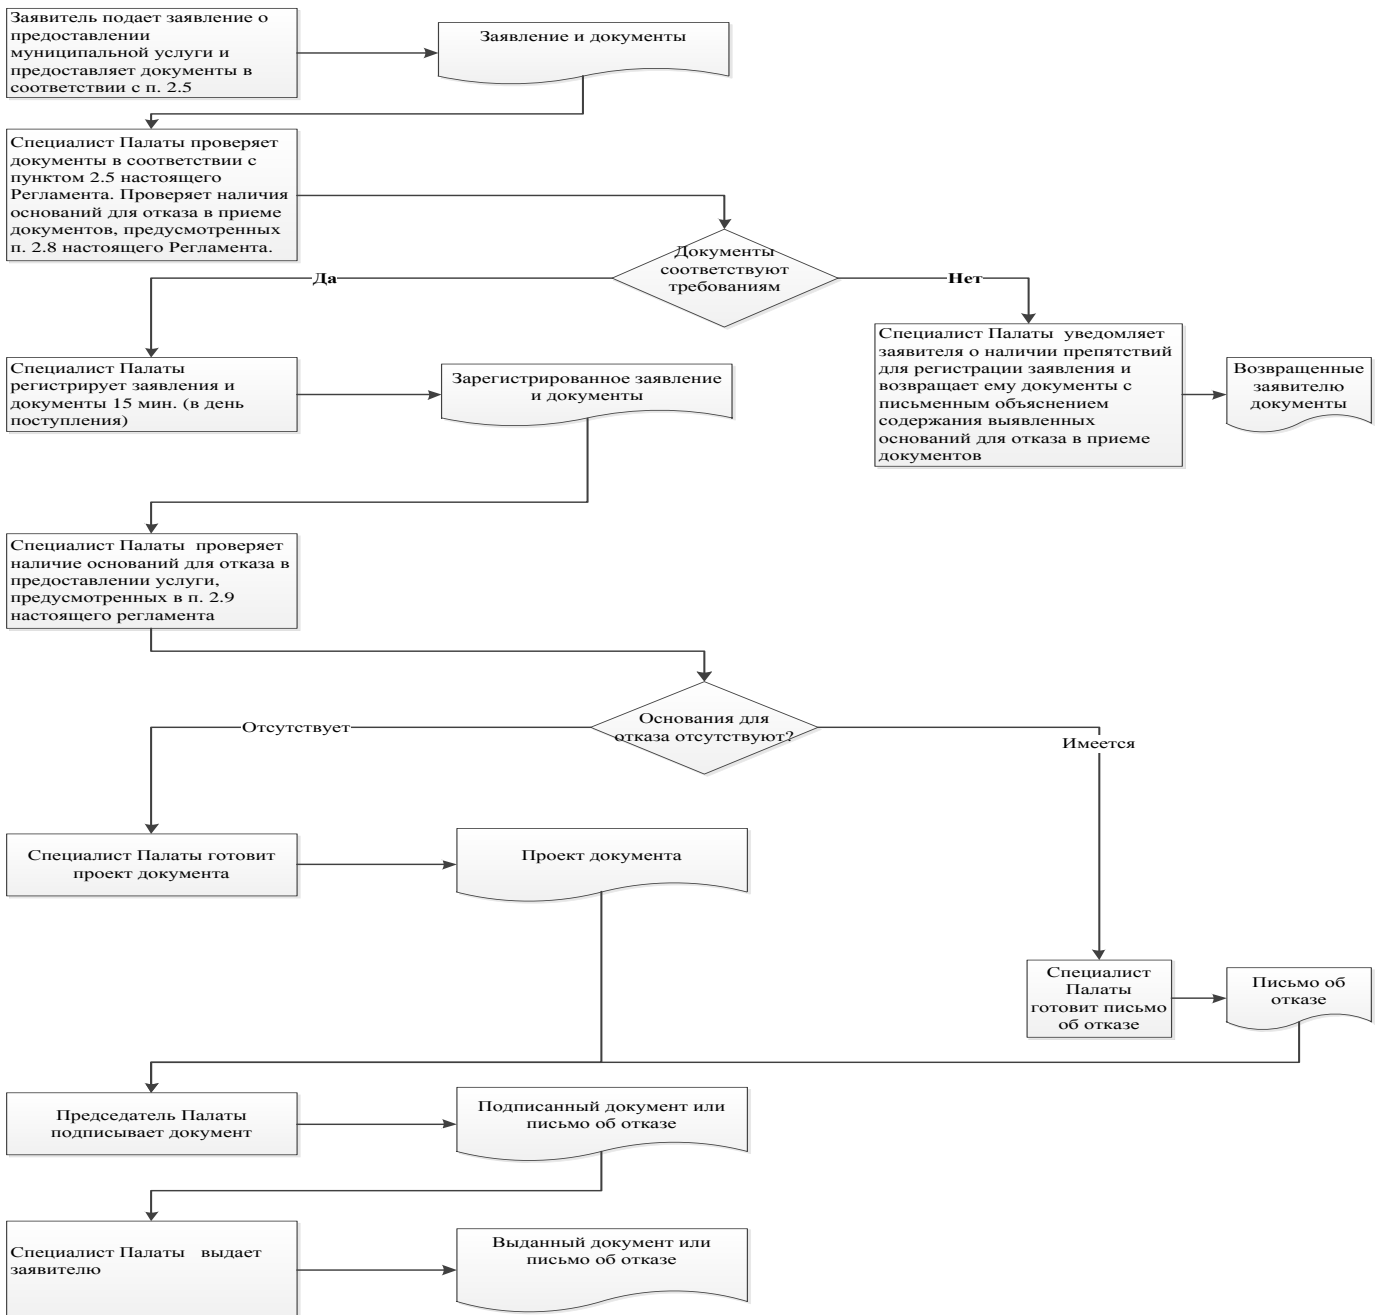 Заявитель подает заявление о
предоставлении
муниципальной услуги и
предоставляет документы в
соответствии с п. 2.5
Заявление и документы
Специалист Палаты проверяет
документы в соответствии с
пунктом 2.5 настоящего
Регламента. Проверяет наличия
оснований для отказа в приеме
документов, предусмотренных
п. 2.8 настоящего Регламента.
Документы
соответствуют
требованиям
Да
Нет
Специалист Палаты
регистрирует заявления и
документы 15 мин. (в день
поступления)
Зарегистрированное заявление
и документы
Специалист Палаты уведомляет
заявителя о наличии препятствий
для регистрации заявления и
возвращает ему документы с
письменным объяснением
содержания выявленных
оснований для отказа в приеме
документов
Возвращенные
заявителю
документы
Специалист Палаты проверяет
наличие оснований для отказа в
предоставлении услуги,
предусмотренных в п. 2.9
настоящего регламента
Основания для
отказа отсутствуют?
Отсутствует
Имеется
Специалист Палаты готовит
проект документа
Проект документа
Специалист
Палаты
готовит письмо
об отказе
Письмо об
отказе
Председатель Палаты
подписывает документ
Подписанный документ или
письмо об отказе
Специалист Палаты выдает
заявителю
Выданный документ или
письмо об отказе